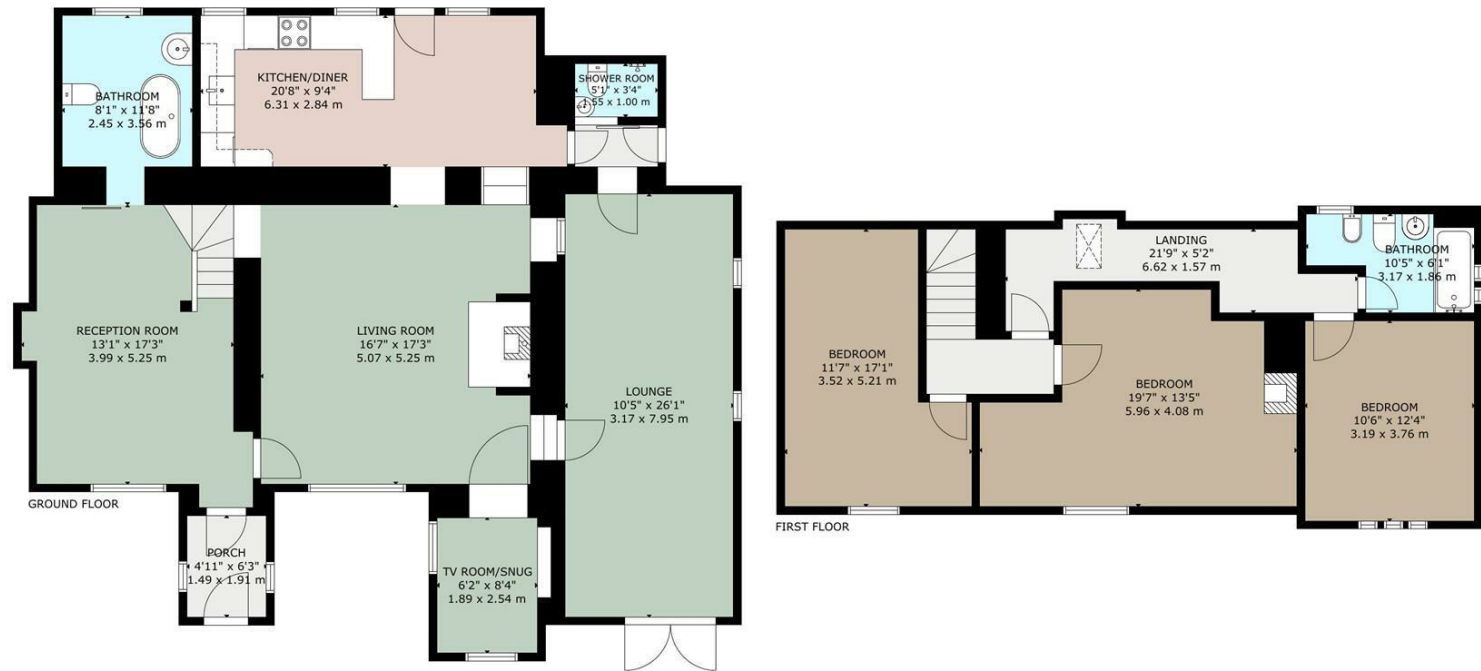 BATHROOM
8'1" x 11'8"
2.45 x 3.56 m
KITCHEN/DINER
20'8" x 9'4"
6.31 x 2.84 m
SHOWER ROOM
5'1" x 3'4"
1.55 x 1.00 m
RECEPTION ROOM
13'1" x 17'3"
3.99 x 5.25 m
LIVING ROOM
16'7" x 17'3"
5.07 x 5.25 m
LOUNGE
10'5" x 26'1"
3.17 x 7.95 m
GROUND FLOOR
PORCH
4'11" x 6'3"
1.49 x 1.91 m
TV ROOM/SNUG
6'2" x 8'4"
1.89 x 2.54 m
LANDING
21'9" x 5'2"
6.62 x 1.57 m
BATHROOM
10'5" x 6'1"
3.17 x 1.86 m
BEDROOM
11'7" x 17'1"
3.52 x 5.21 m
BEDROOM
19'7" x 13'5"
5.96 x 4.08 m
BEDROOM
10'6" x 12'4"
3.19 x 3.76 m
FIRST FLOOR